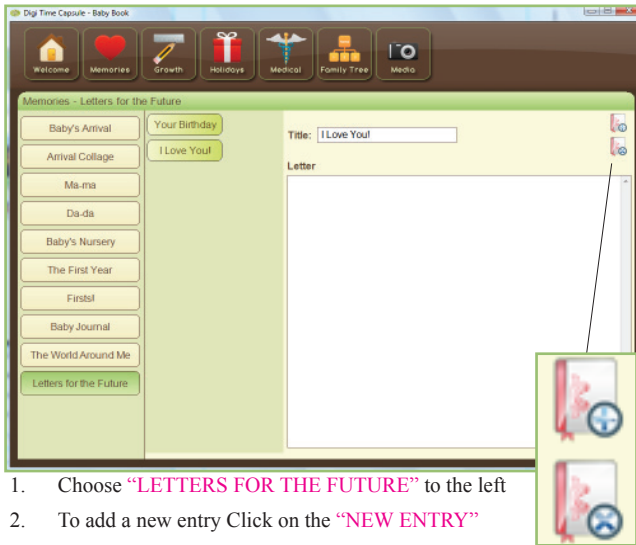 Digi Time Capsule - Baby Book
Welcome Memories Growth Holidays Medical Family Tree Media
Memories - Letters for the Future
Baby's Arrival
Arrival Collage
Ma-ma
Da-da
Baby's Nursery
The First Year
Firsts!
Baby Journal
The World Around Me
Letters for the Future
Your Birthday
I Love You!
Title: I Love You!
Letter
1. Choose “LETTERS FOR THE FUTURE” to the left
2. To add a new entry Click on the “NEW ENTRY”